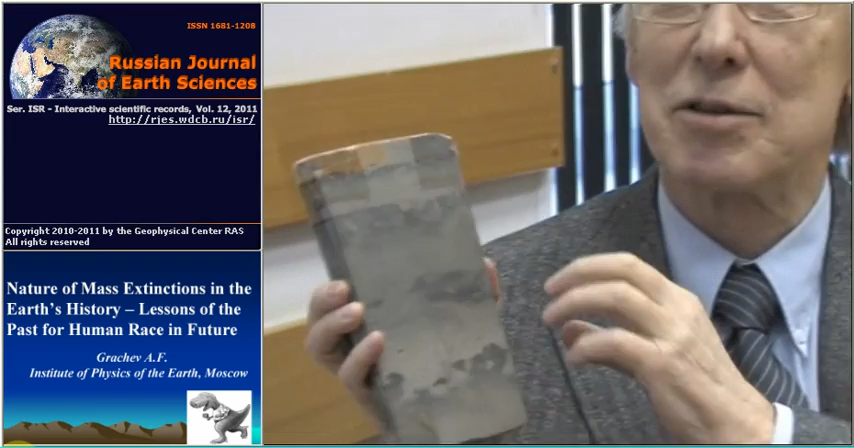 ISSN 1681-1208
Russian Journal
of Earth Sciences
Ser. ISR - Interactive scientific records, Vol. 12, 2011
http://rjes.wdcb.ru/isr/
Copyright 2010-2011 by the Geophysical Center RAS
All rights reserved
Nature of Mass Extinctions in the
Earth's History – Lessons of the
Past for Human Race in Future
Grachev A.F.
Institute of Physics of the Earth, Moscow